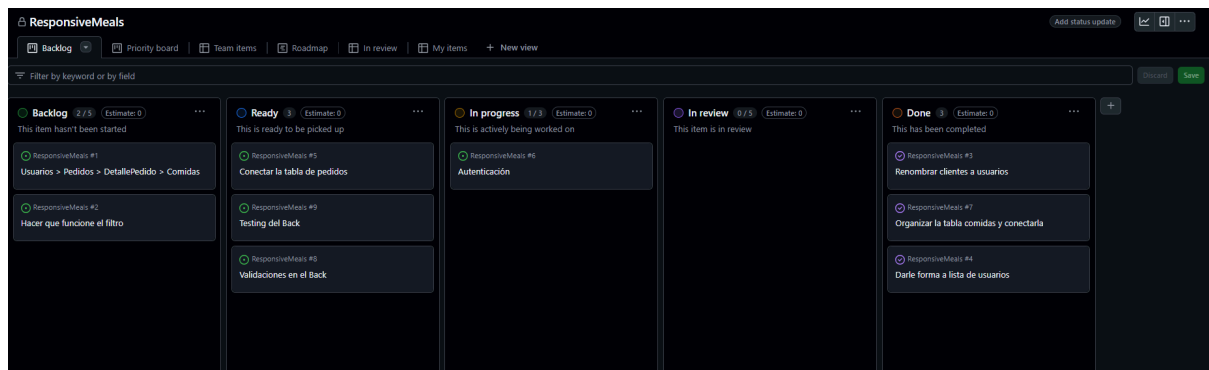 ResponsiveMeals
Add status update
Backlog
Priority board
Team items
Roadmap
In review
My items
+ New view
Filter by keyword or by field
Discard
Save
Backlog 2 / 5 Estimate: 0
This item hasn't been started
ResponsiveMeals #1
Usuarios > Pedidos > DetallePedido > Comidas
ResponsiveMeals #2
Hacer que funcione el filtro
Ready 3 Estimate: 0
This is ready to be picked up
ResponsiveMeals #5
Conectar la tabla de pedidos
ResponsiveMeals #9
Testing del Back
ResponsiveMeals #8
Validaciones en el Back
In progress 1 / 3 Estimate: 0
This is actively being worked on
ResponsiveMeals #6
Autenticación
In review 0 / 5 Estimate: 0
This item is in review
Done 3 Estimate: 0
This has been completed
ResponsiveMeals #3
Renombrar clientes a usuarios
ResponsiveMeals #7
Organizar la tabla comidas y conectarla
ResponsiveMeals #4
Darle forma a lista de usuarios